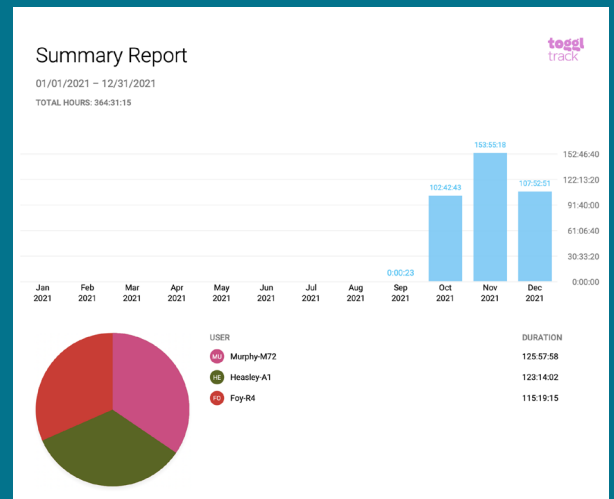 Summary Report
toggl
track
01/01/2021 – 12/31/2021
TOTAL HOURS: 364:31:15
153:55:18
152:46:40
122:13:20
107:52:51
102:42:43
91:40:00
61:06:40
30:33:20
0:00:23
0:00:00
Jan Feb Mar Apr May Jun Jul Aug Sep Oct Nov Dec
2021 2021 2021 2021 2021 2021 2021 2021 2021 2021 2021 2021
USER DURATION
MU Murphy-M72 125:57:58
HE Heasley-A1 123:14:02
FO Foy-R4 115:19:15